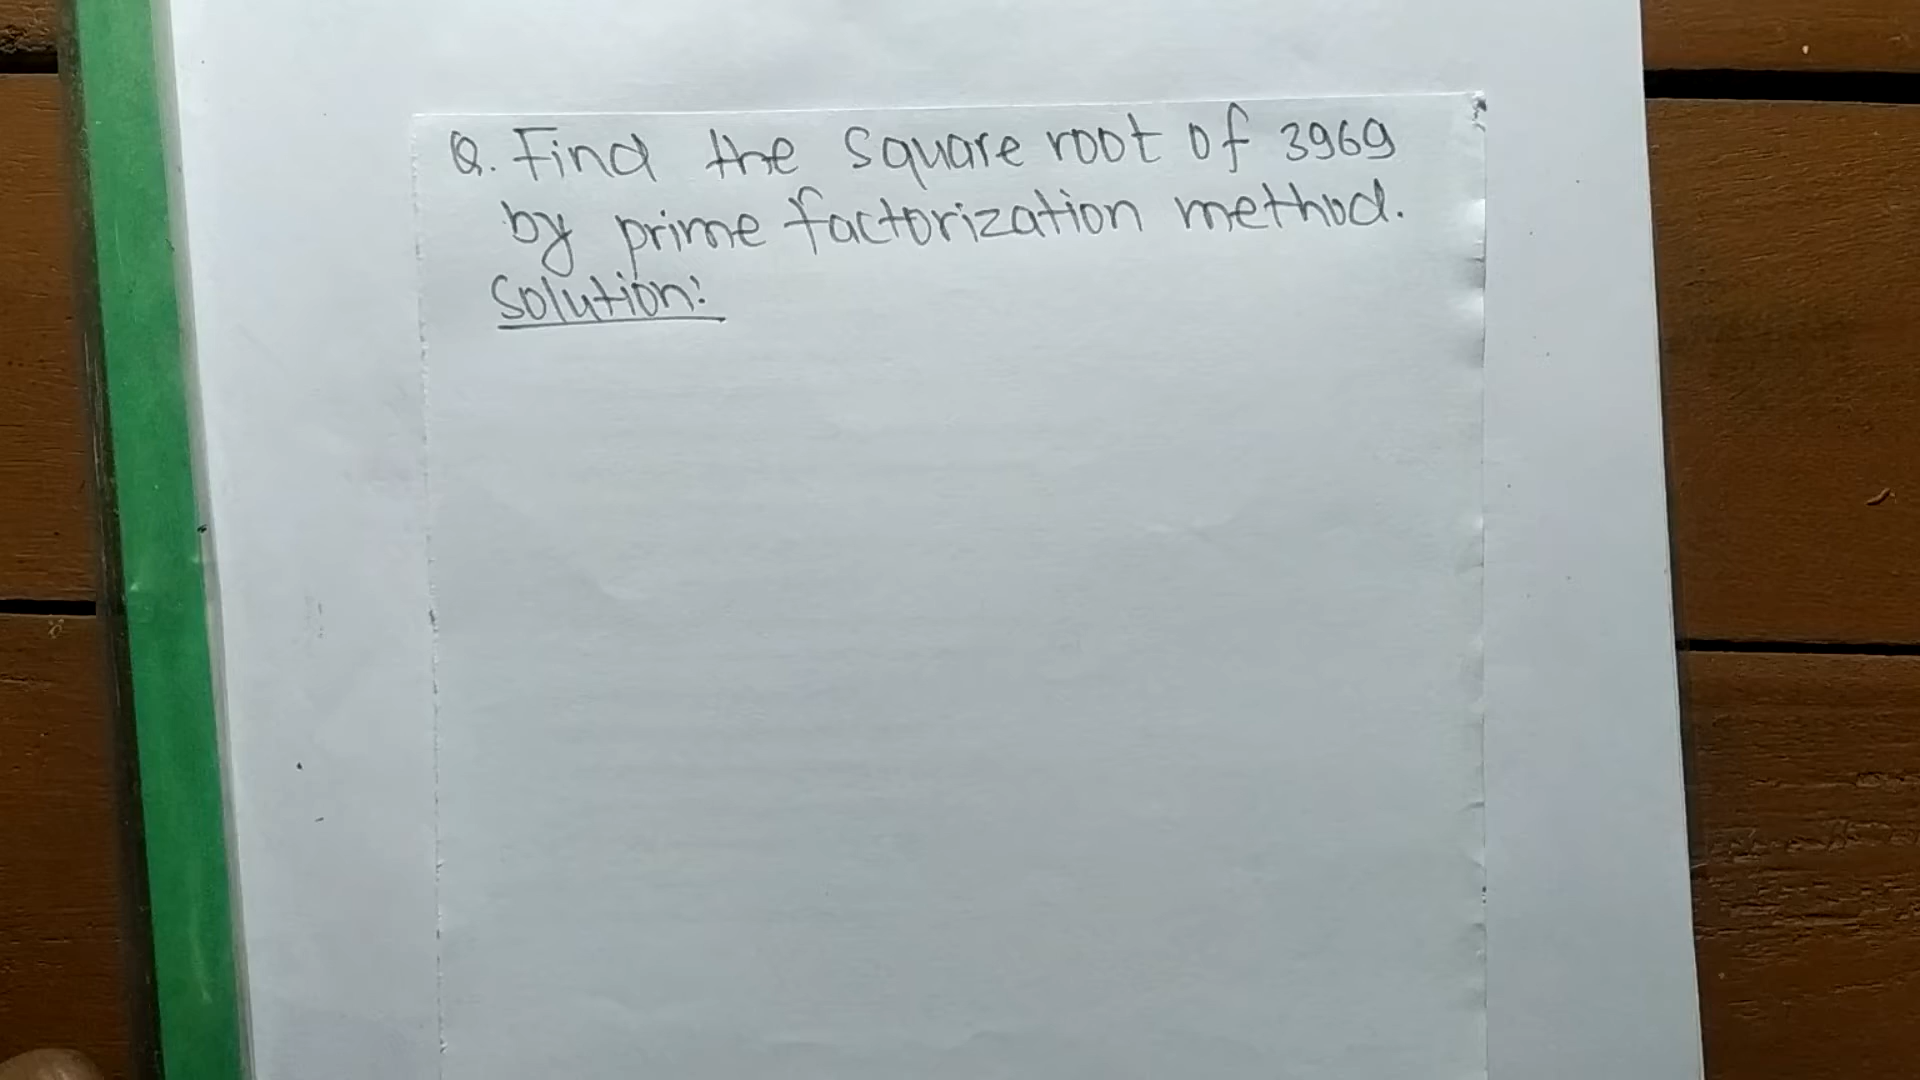 Q. Find the square root of 3969
by prime factorization method.
Solution: